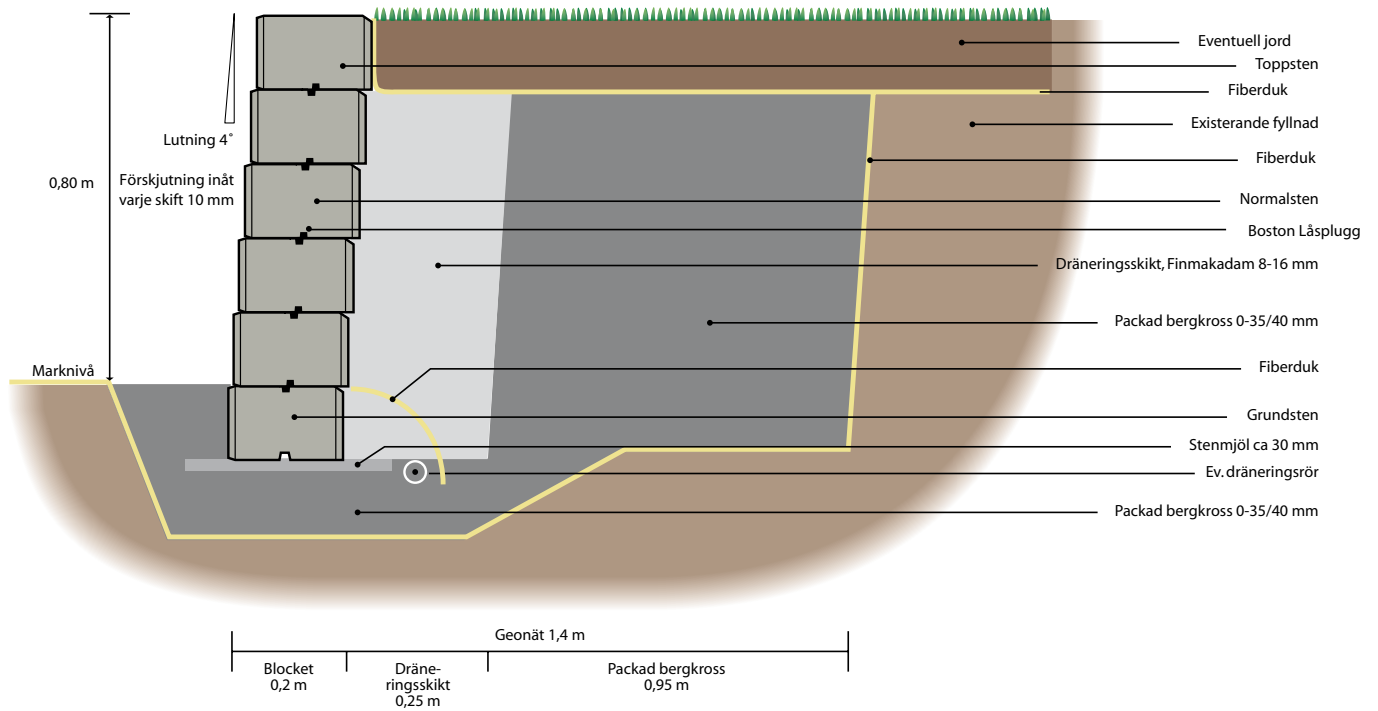 Eventuell jord
Toppsten
Fiberduk
Existerande fyllnad
Fiberduk
Normalsten
Boston Låsplugg
Dräneringsskikt, Finmakadam 8-16 mm
Packad bergkross 0-35/40 mm
Fiberduk
Grundsten
Stenmjöl ca 30 mm
Ev. dräneringsrör
Packad bergkross 0-35/40 mm
Lutning 4°
0,80 m
Förskjutning inåt
varje skift 10 mm
Marknivå
Geonät 1,4 m
Blocket
0,2 m
Dräne-
ringsskikt
0,25 m
Packad bergkross
0,95 m